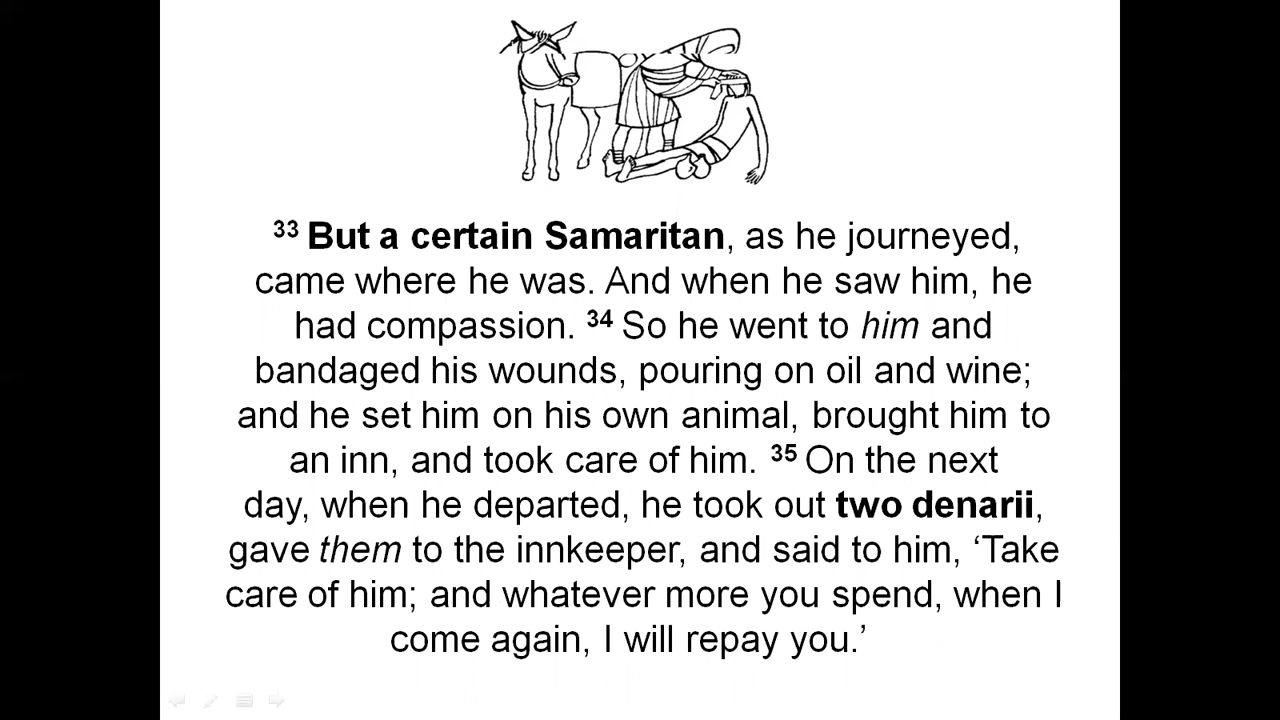 33 But a certain Samaritan, as he journeyed,
came where he was. And when he saw him, he
had compassion. 34 So he went to him and
bandaged his wounds, pouring on oil and wine;
and he set him on his own animal, brought him to
an inn, and took care of him. 35 On the next
day, when he departed, he took out two denarii,
gave them to the innkeeper, and said to him, ‘Take
care of him; and whatever more you spend, when I
come again, I will repay you.’